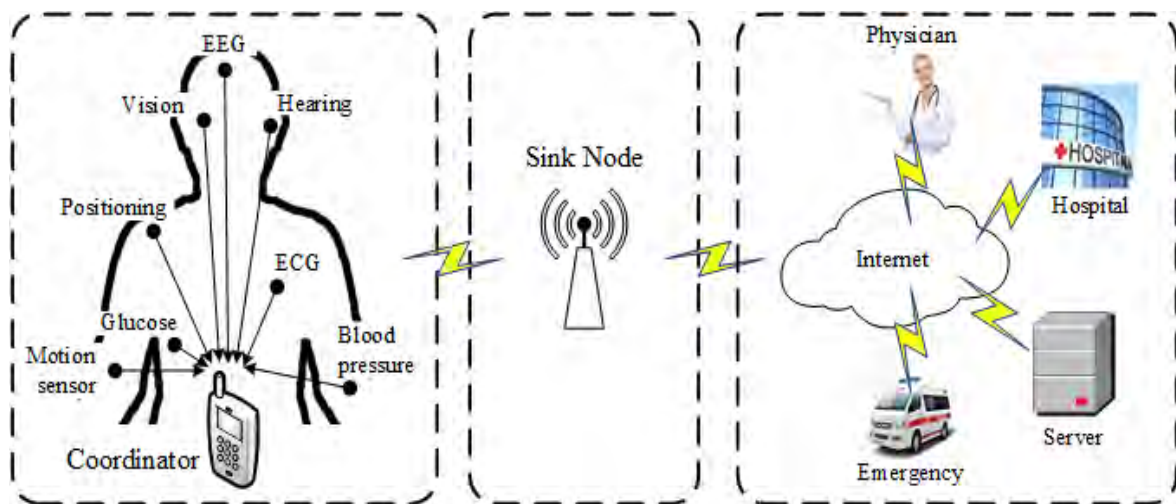 EEG
Vision
Hearing
Positioning
ECG
Glucose
Motion
sensor
Blood
pressure
Coordinator
Sink Node
Physician
HOSPITAL
Hospital
Internet
Server
Emergency